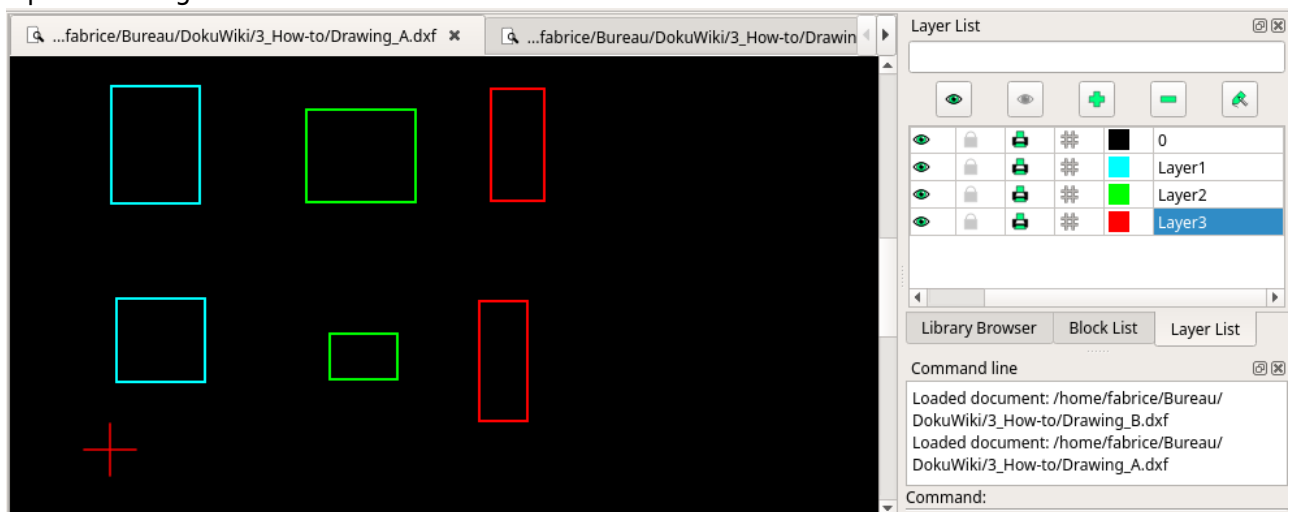 ...fabrice/Bureau/DokuWiki/3_How-to/Drawing_A.dxf
...fabrice/Bureau/DokuWiki/3_How-to/Drawin
Layer List
0
Layer1
Layer2
Layer3
Library Browser
Block List
Layer List
Command line
Loaded document: /home/fabrice/Bureau/
DokuWiki/3_How-to/Drawing_B.dxf
Loaded document: /home/fabrice/Bureau/
DokuWiki/3_How-to/Drawing_A.dxf
Command: